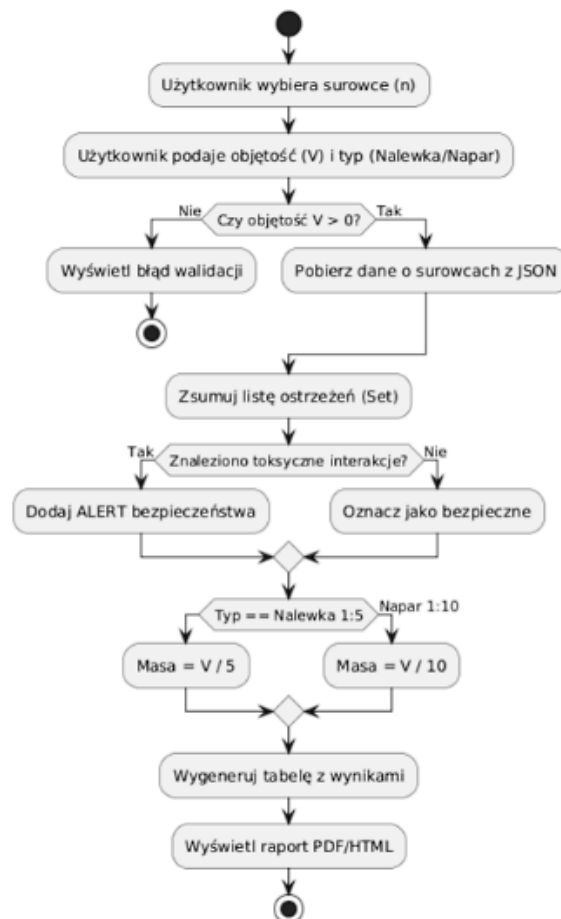 Użytkownik wybiera surowce (n)
Użytkownik podaje objętość (V) i typ (Nalewka/Napar)
Nie
Czy objętość V > 0?
Tak
Wyświetl błąd walidacji
Pobierz dane o surowcach z JSON
Zsumuj listę ostrzeżeń (Set)
Tak
Znaleziono toksyczne interakcje?
Nie
Dodaj ALERT bezpieczeństwa
Oznacz jako bezpieczne
Typ == Nalewka 1:5
Napar 1:10
Masa = V / 5
Masa = V / 10
Wygeneruj tabelę z wynikami
Wyświetl raport PDF/HTML